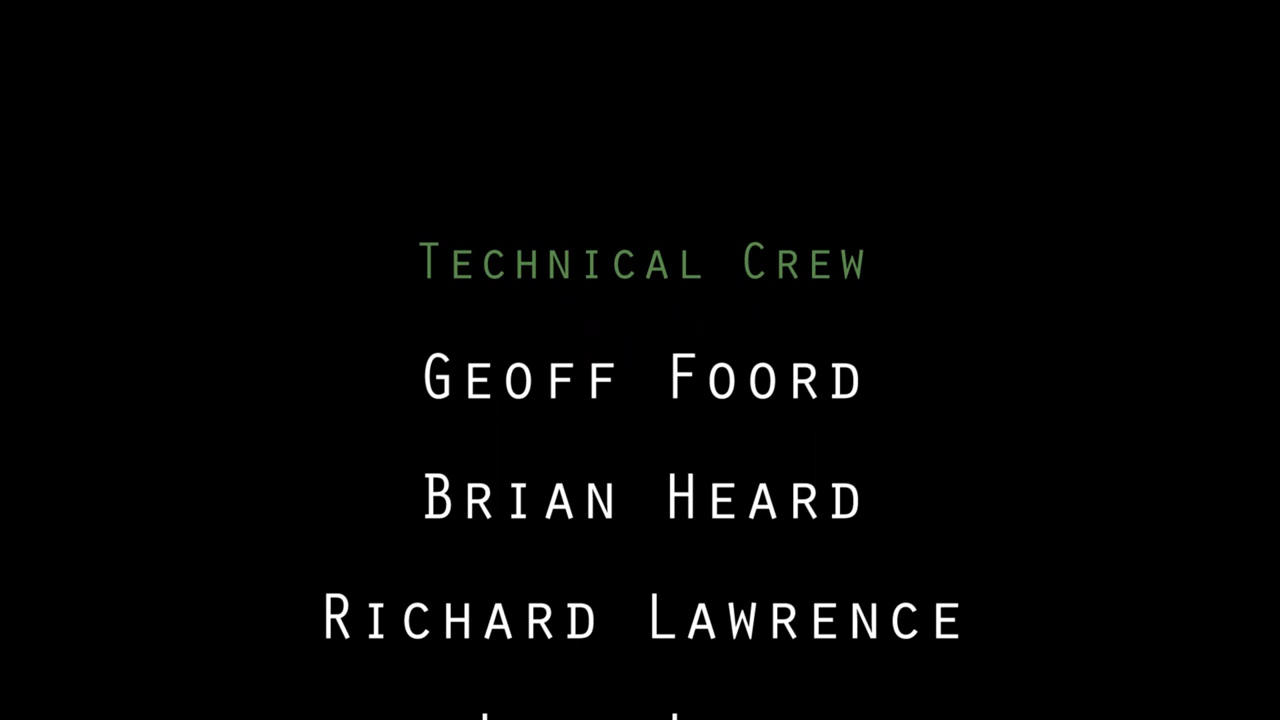 Technical Crew
Geoff Foord
Brian Heard
Richard Lawrence